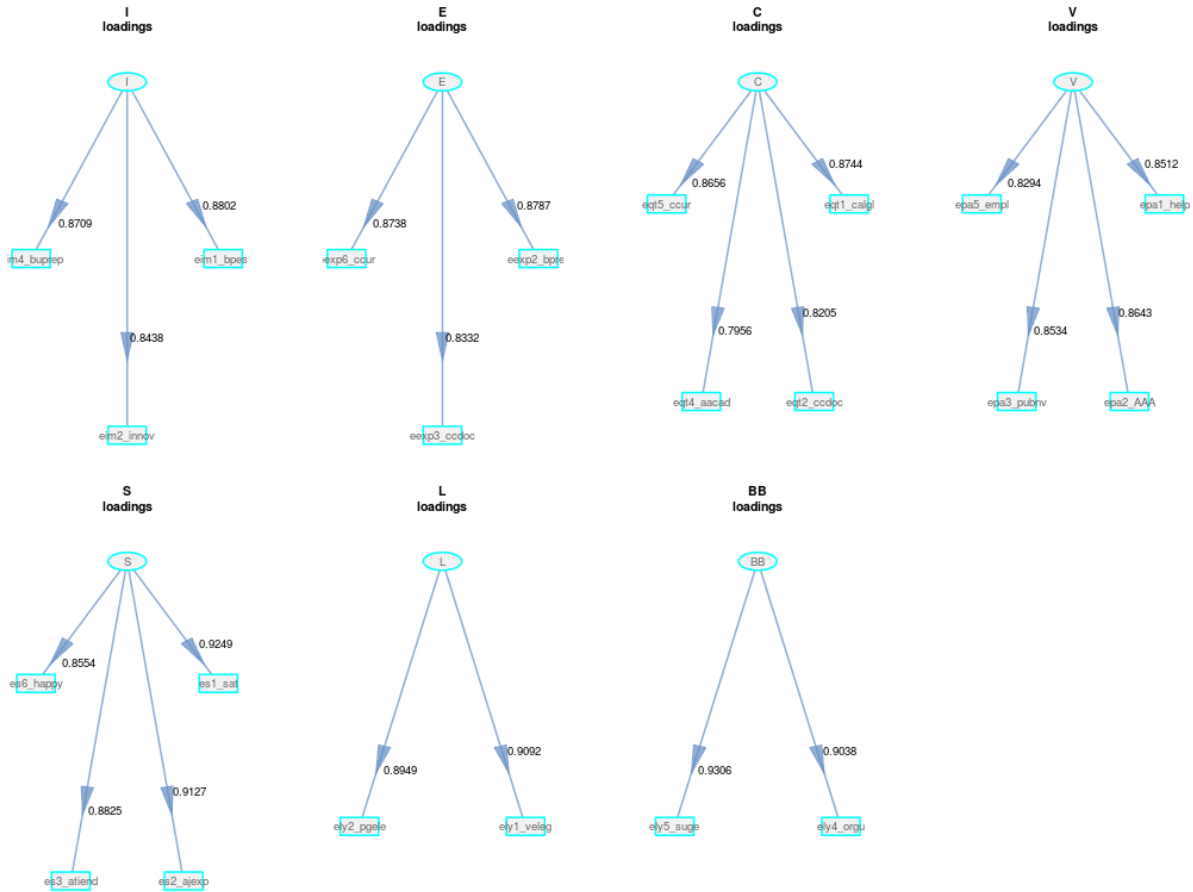 I
loadings
E
loadings
C
loadings
V
loadings
I
E
C
V
0.8709
0.8802
0.8438
im4_buprep
eim1_bpes
eim2_innov
0.8738
0.8787
0.8332
eexp6_ccur
eexp2_bpre
eexp3_ccdoc
0.8656
0.8744
0.7956
0.8205
eqt5_ccur
eqt1_calgl
eqt4_aacad
eqt2_ccdoc
0.8294
0.8512
0.8534
0.8643
epa5_empl
epa1_help
epa3_pubnv
epa2_AAA
S
loadings
L
loadings
BB
loadings
S
L
BB
0.8554
0.9249
0.8825
0.9127
es6_happy
es1_sat
es3_atiend
es2_ajexp
0.8949
0.9092
ely2_pgele
ely1_veleg
0.9306
0.9038
ely5_suge
ely4_orgu